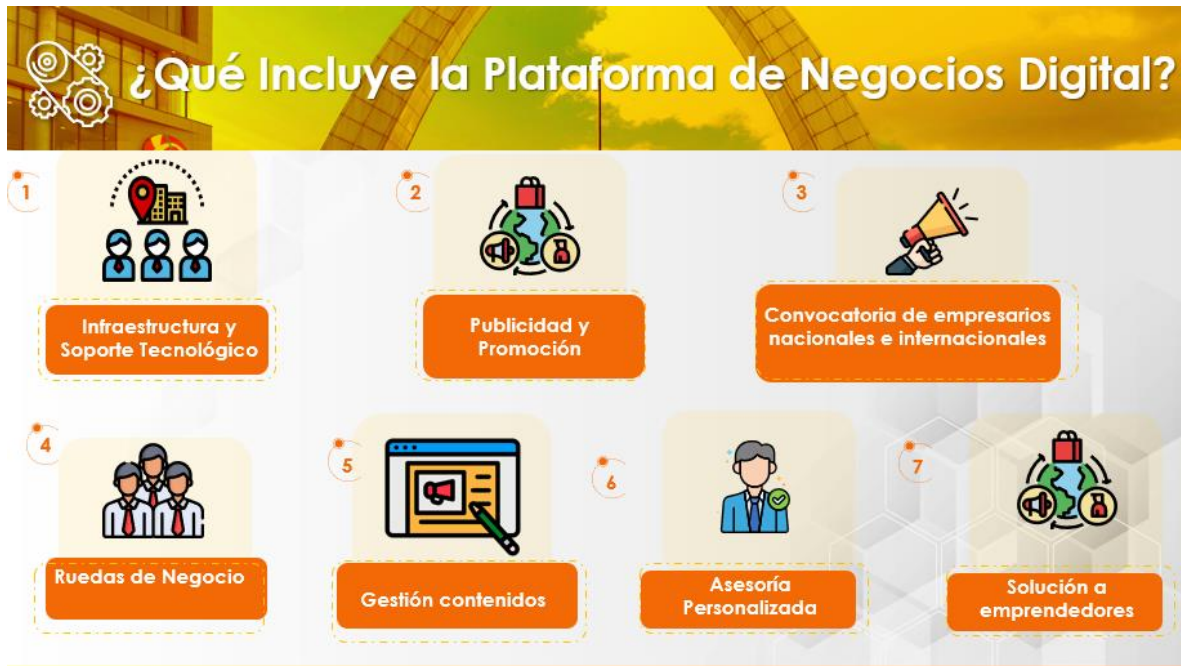 ¿Qué Incluye la Plataforma de Negocios Digital?
1
Infraestructura y
Soporte Tecnológico
2
Publicidad y
Promoción
3
Convocatoria de empresarios
nacionales e internacionales
4
Ruedas de Negocio
5
Gestión contenidos
6
Asesoría
Personalizada
7
Solución a
emprendedores